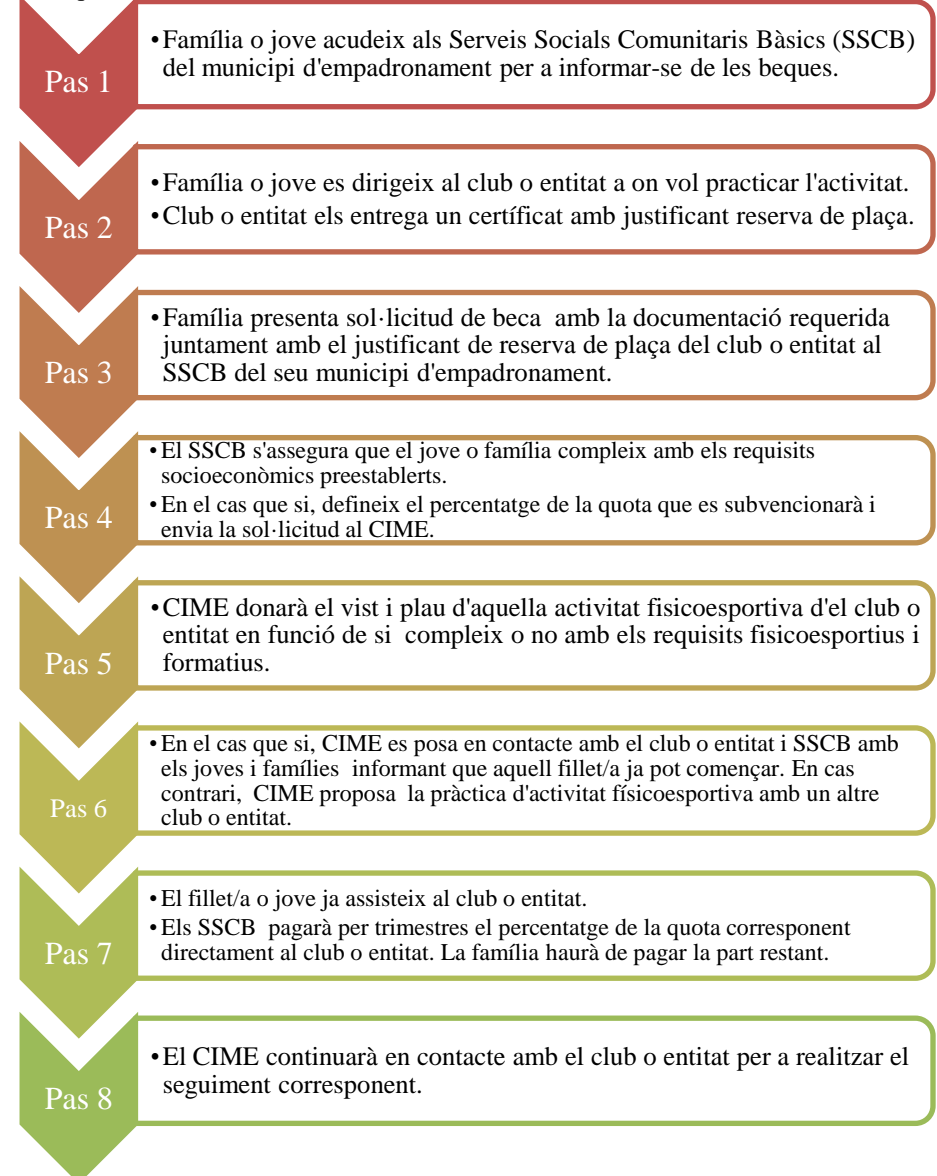 Pas 1
•Família o jove acudeix als Serveis Socials Comunitaris Bàsics (SSCB)
del municipi d'empadronament per a informar-se de les beques.
Pas 2
•Família o jove es dirigeix al club o entitat a on vol practicar l'activitat.
•Club o entitat els entrega un certíficat amb justificant reserva de plaça.
Pas 3
•Família presenta sol·licitud de beca amb la documentació requerida
juntament amb el justificant de reserva de plaça del club o entitat al
SSCB del seu municipi d'empadronament.
Pas 4
•El SSCB s'assegura que el jove o família compleix amb els requisits
socioeconòmics preestablerts.
•En el cas que si, defineix el percentatge de la quota que es subvencionarà i
envia la sol·licitud al CIME.
Pas 5
•CIME donarà el vist i plau d'aquella activitat fisicoesportiva d'el club o
entitat en funció de si compleix o no amb els requisits fisicoesportius i
formatius.
Pas 6
•En el cas que si, CIME es posa en contacte amb el club o entitat i SSCB amb
els joves i famílies informant que aquell fillet/a ja pot començar. En cas
contrari, CIME proposa la pràctica d'activitat físicoesportiva amb un altre
club o entitat.
Pas 7
•El fillet/a o jove ja assisteix al club o entitat.
•Els SSCB pagarà per trimestres el percentatge de la quota corresponent
directament al club o entitat. La família haurà de pagar la part restant.
Pas 8
•El CIME continuarà en contacte amb el club o entitat per a realitzar el
seguiment corresponent.